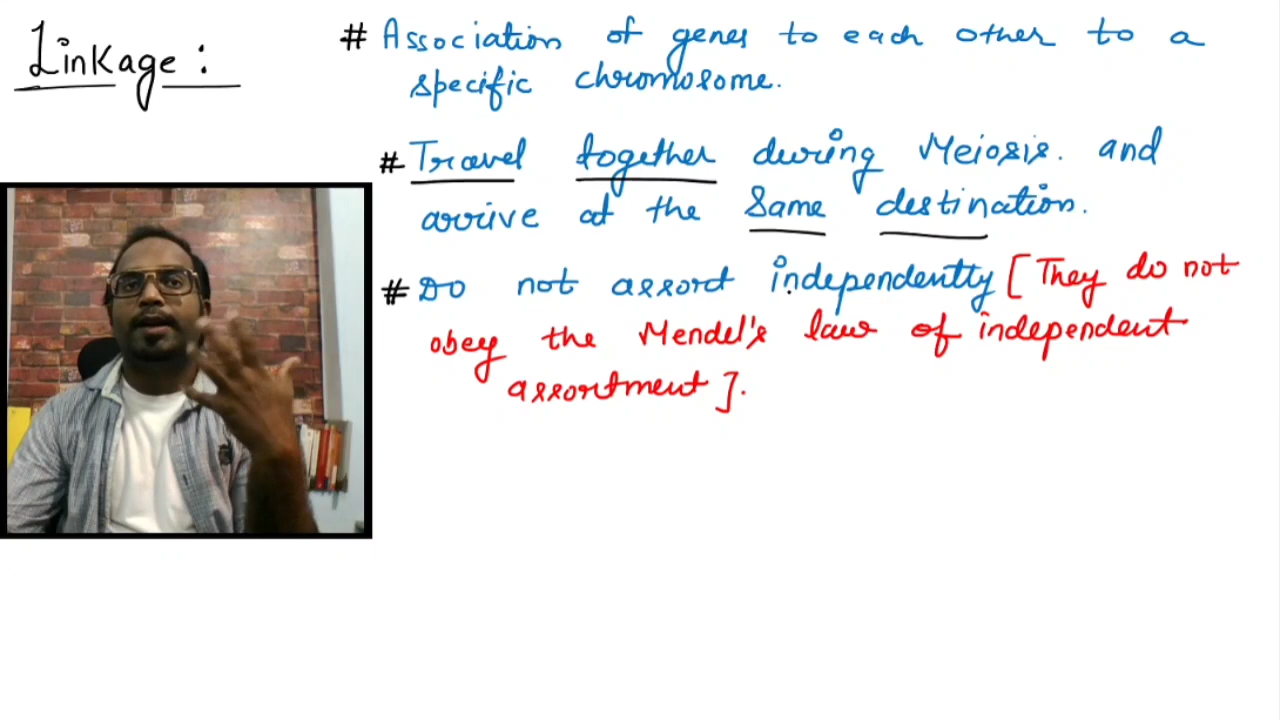 Linkage :
# Association of genes to each other to a
specific chromosome.
# Travel together during Meiosis. and
arrive at the same destination.
# Do not assort independently [They do not
obey the Mendel's law of independent
assortment].